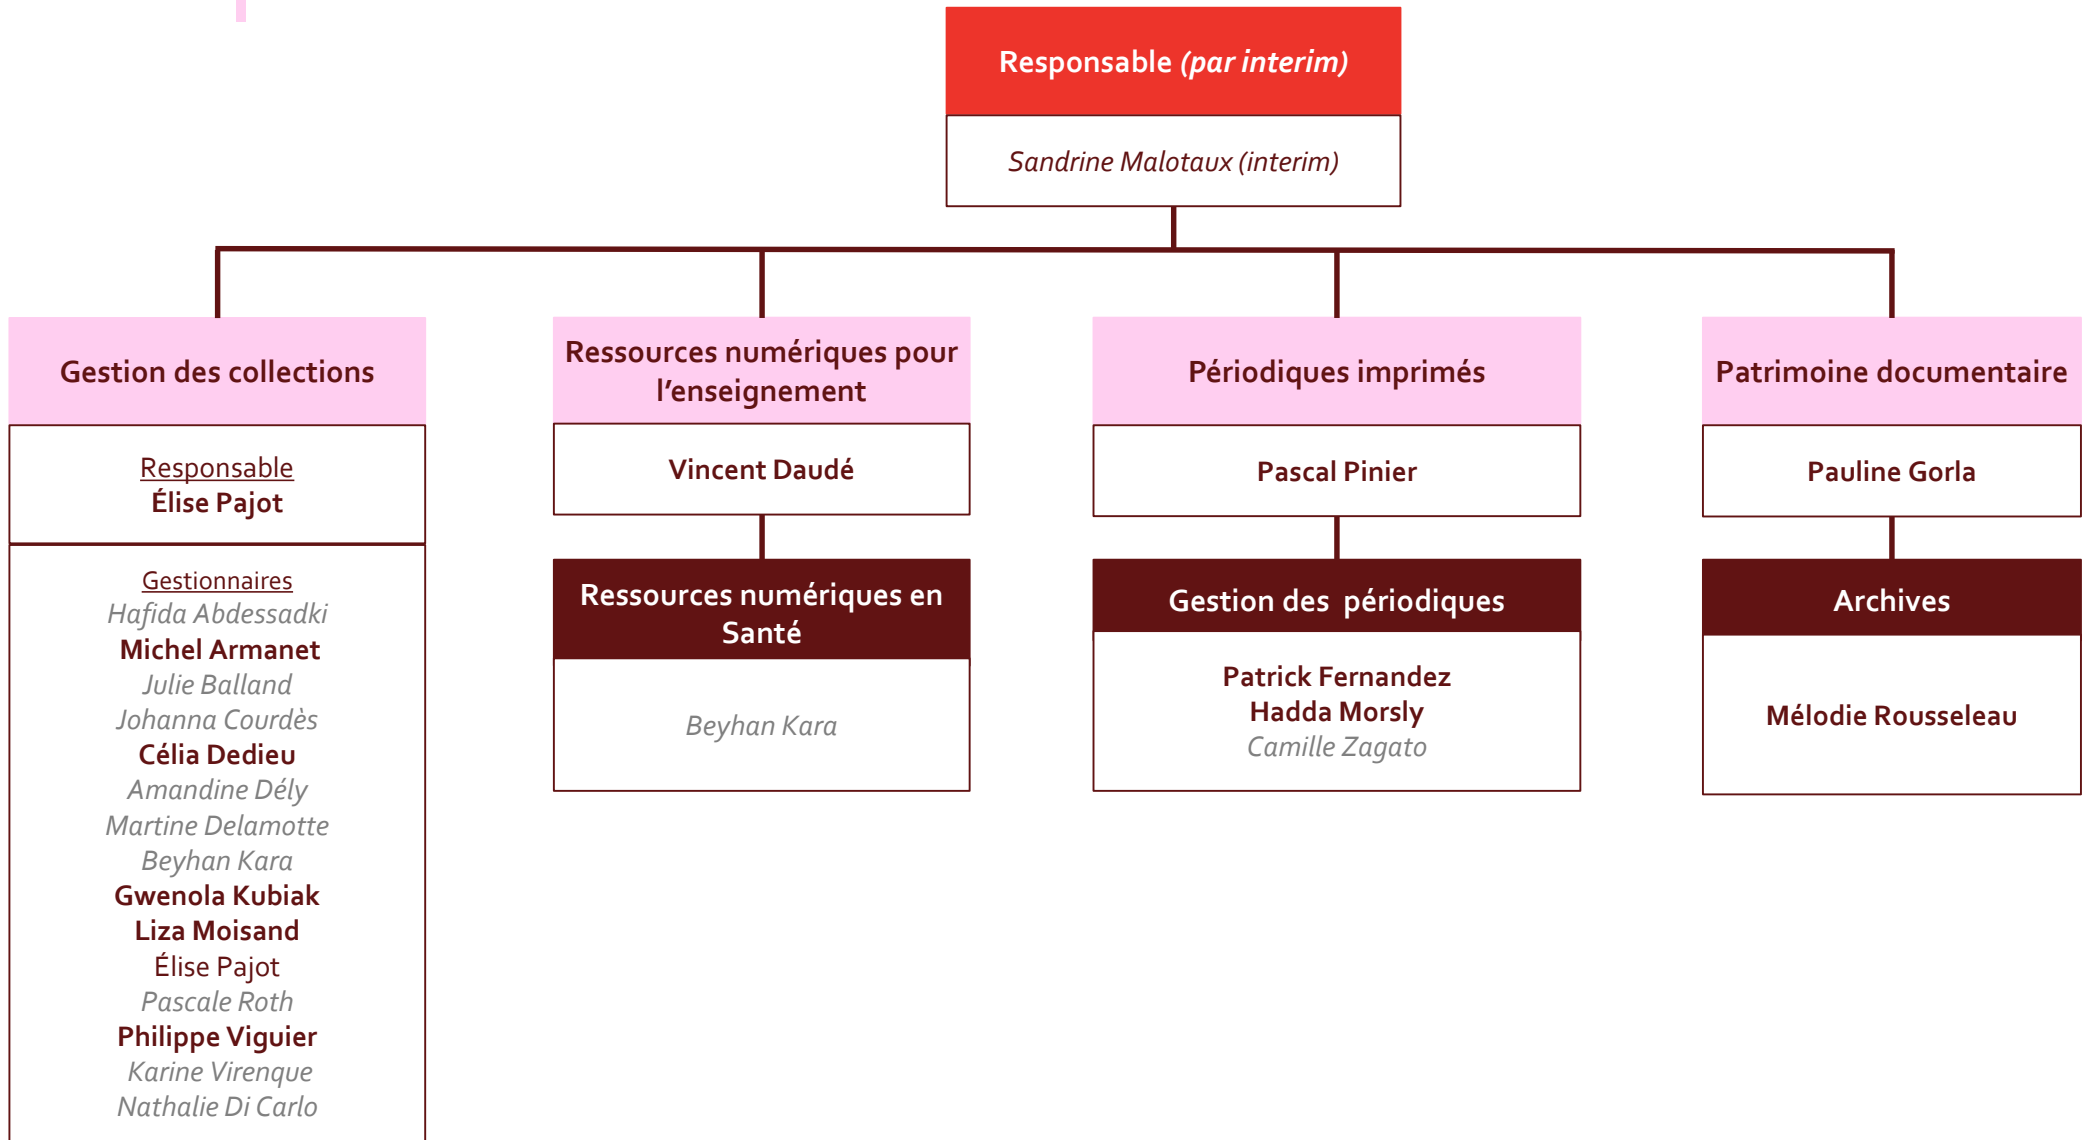 Responsable (par interim)
Sandrine Malotaux (interim)
Gestion des collections
Responsable
Élise Pajot
Gestionnaires
Hafida Abdessadki
Michel Armanet
Julie Balland
Johanna Courdès
Célia Dedieu
Amandine Dély
Martine Delamotte
Beyhan Kara
Gwenola Kubiak
Liza Moisand
Élise Pajot
Pascale Roth
Philippe Viguier
Karine Virenque
Nathalie Di Carlo
Ressources numériques pour
l’enseignement
Vincent Daudé
Ressources numériques en
Santé
Beyhan Kara
Périodiques imprimés
Pascal Pinier
Gestion des périodiques
Patrick Fernandez
Hadda Morsly
Camille Zagato
Patrimoine documentaire
Pauline Gorla
Archives
Mélodie Rousseleau